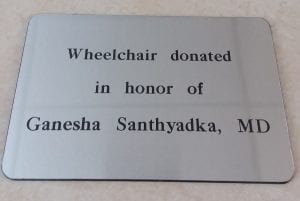 Wheelchair donated
in honor of
Ganesha Santhyadka, MD